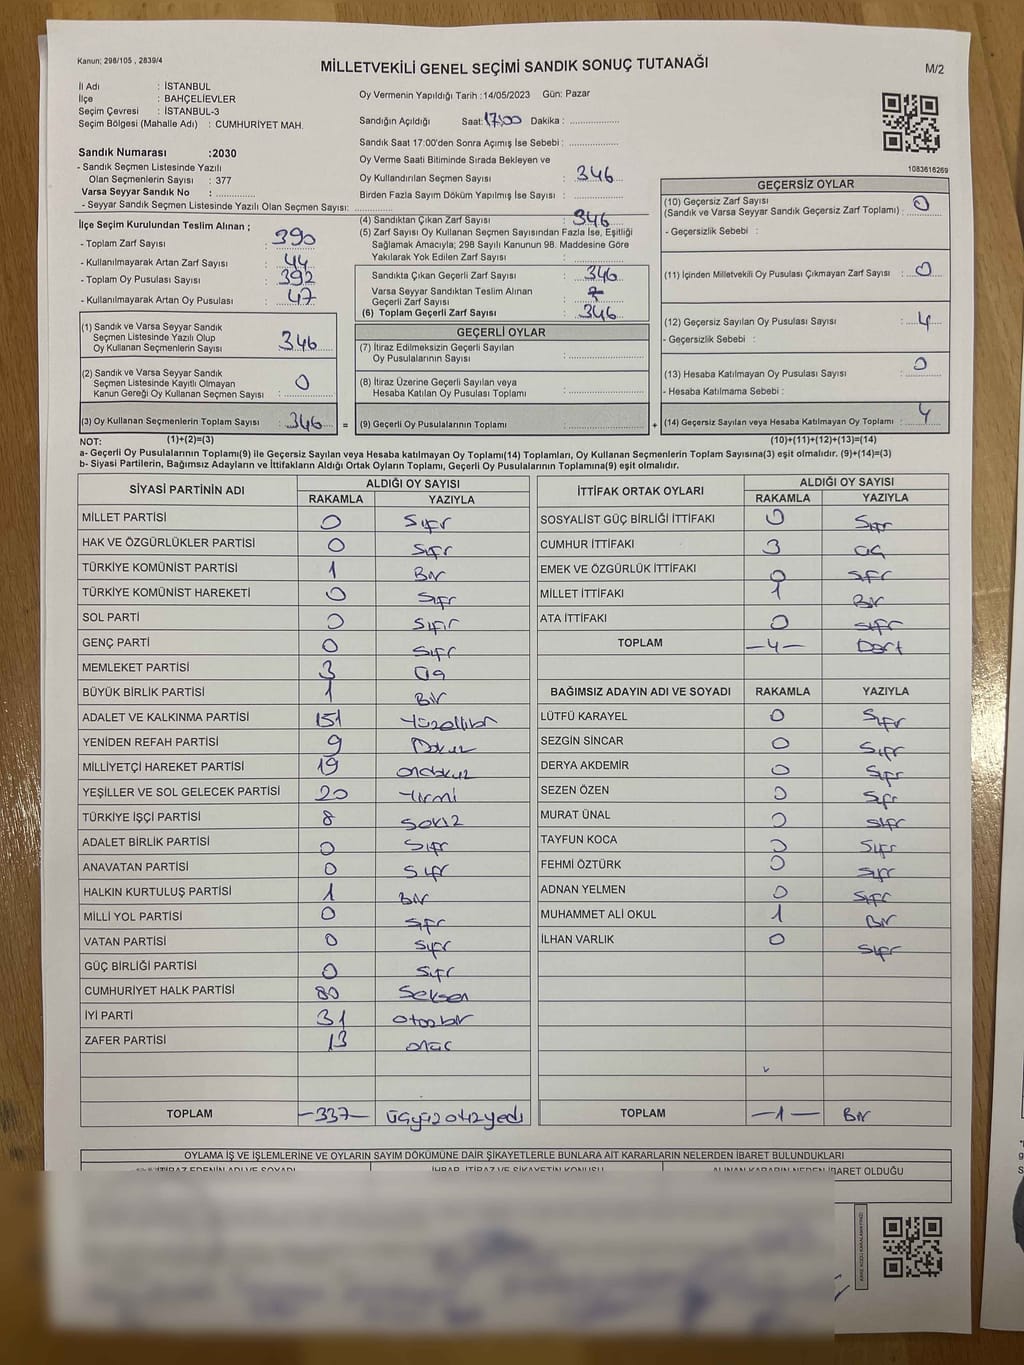 Kanun; 298/105 , 2839/4
MİLLETVEKİLİ GENEL SEÇİMİ SANDIK SONUÇ TUTANAĞI
M/2
İl Adı : İSTANBUL
İlçe : BAHÇELİEVLER
Seçim Çevresi : İSTANBUL-3
Seçim Bölgesi (Mahalle Adı) : CUMHURİYET MAH.
Sandık Numarası :2030
- Sandık Seçmen Listesinde Yazılı
Olan Seçmenlerin Sayısı : 377
Varsa Seyyar Sandık No :
- Seyyar Sandık Seçmen Listesinde Yazılı Olan Seçmen Sayısı:
Oy Vermenin Yapıldığı Tarih :14/05/2023 Gün: Pazar
Sandığın Açıldığı Saat:17:00 Dakika :
Sandık Saat 17:00'den Sonra Açımış İse Sebebi :
Oy Verme Saati Bitiminde Sırada Bekleyen ve
Oy Kullandırılan Seçmen Sayısı : 346
Birden Fazla Sayım Döküm Yapılmış İse Sayısı :
1083616269
İlçe Seçim Kurulundan Teslim Alınan ;
- Toplam Zarf Sayısı : 390
- Kullanılmayarak Artan Zarf Sayısı : 44
- Toplam Oy Pusulası Sayısı : 392
- Kullanılmayarak Artan Oy Pusulası : 47
(4) Sandıktan Çıkan Zarf Sayısı : 346
(5) Zarf Sayısı Oy Kullanan Seçmen Sayısından Fazla İse, Eşitliği
Sağlamak Amacıyla; 298 Sayılı Kanunun 98. Maddesine Göre
Yakılarak Yok Edilen Zarf Sayısı :
Sandıkta Çıkan Geçerli Zarf Sayısı : 346
Varsa Seyyar Sandıktan Teslim Alınan
Geçerli Zarf Sayısı :
(6) Toplam Geçerli Zarf Sayısı : 346
GEÇERSİZ OYLAR
(10) Geçersiz Zarf Sayısı
(Sandık ve Varsa Seyyar Sandık Geçersiz Zarf Toplamı) : 0
- Geçersizlik Sebebi :
(11) İçinden Milletvekili Oy Pusulası Çıkmayan Zarf Sayısı : 0
(12) Geçersiz Sayılan Oy Pusulası Sayısı : 4
- Geçersizlik Sebebi :
(13) Hesaba Katılmayan Oy Pusulası Sayısı : 0
- Hesaba Katılmama Sebebi :
(14) Geçersiz Sayılan veya Hesaba Katılmayan Oy Toplamı : 4
(1) Sandık ve Varsa Seyyar Sandık
Seçmen Listesinde Yazılı Olup
Oy Kullanan Seçmenlerin Sayısı : 346
(2) Sandık ve Varsa Seyyar Sandık
Seçmen Listesinde Kayıtlı Olmayan
Kanun Gereği Oy Kullanan Seçmen Sayısı : 0
(3) Oy Kullanan Seçmenlerin Toplam Sayısı : 346 =
GEÇERLİ OYLAR
(7) İtiraz Edilmeksizin Geçerli Sayılan
Oy Pusulalarının Sayısı :
(8) İtiraz Üzerine Geçerli Sayılan veya
Hesaba Katılan Oy Pusulası Toplamı :
(9) Geçerli Oy Pusulalarının Toplamı : +
NOT: (1)+(2)=(3) (10)+(11)+(12)+(13)=(14)
a- Geçerli Oy Pusulalarının Toplamı(9) ile Geçersiz Sayılan veya Hesaba katılmayan Oy Toplamı(14) Toplamları, Oy Kullanan Seçmenlerin Toplam Sayısına(3) eşit olmalıdır. (9)+(14)=(3)
b- Siyasi Partilerin, Bağımsız Adayların ve İttifakların Aldığı Ortak Oyların Toplamı, Geçerli Oy Pusulalarının Toplamına(9) eşit olmalıdır.
SİYASİ PARTİNİN ADI ALDIĞI OY SAYISI
RAKAMLA YAZIYLA
MİLLET PARTİSİ 0 Sıfır
HAK VE ÖZGÜRLÜKLER PARTİSİ 0 Sıfır
TÜRKİYE KOMÜNİST PARTİSİ 1 Bir
TÜRKİYE KOMÜNİST HAREKETİ 0 Sıfır
SOL PARTİ 0 Sıfır
GENÇ PARTİ 0 Sıfır
MEMLEKET PARTİSİ 3 Üç
BÜYÜK BİRLİK PARTİSİ 1 Bir
ADALET VE KALKINMA PARTİSİ 151 Yüzellibir
YENİDEN REFAH PARTİSİ 9 Dokuz
MİLLİYETÇİ HAREKET PARTİSİ 19 ondokuz
YEŞİLLER VE SOL GELECEK PARTİSİ 20 Yirmi
TÜRKİYE İŞÇİ PARTİSİ 8 Sekiz
ADALET BİRLİK PARTİSİ 0 Sıfır
ANAVATAN PARTİSİ 0 Sıfır
HALKIN KURTULUŞ PARTİSİ 1 Bir
MİLLİ YOL PARTİSİ 0 Sıfır
VATAN PARTİSİ 0 Sıfır
GÜÇ BİRLİĞİ PARTİSİ 0 Sıfır
CUMHURİYET HALK PARTİSİ 80 Seksen
İYİ PARTİ 31 otozbir
ZAFER PARTİSİ 13 onüç
TOPLAM -337- üçyüzotuzyedi
İTTİFAK ORTAK OYLARI ALDIĞI OY SAYISI
RAKAMLA YAZIYLA
SOSYALİST GÜÇ BİRLİĞİ İTTİFAKI 0 Sıfır
CUMHUR İTTİFAKI 3 üç
EMEK VE ÖZGÜRLÜK İTTİFAKI 0 Sıfır
MİLLET İTTİFAKI 1 Bir
ATA İTTİFAKI 0 Sıfır
TOPLAM -4- Dört
BAĞIMSIZ ADAYIN ADI VE SOYADI RAKAMLA YAZIYLA
LÜTFÜ KARAYEL 0 Sıfır
SEZGİN SİNCAR 0 Sıfır
DERYA AKDEMİR 0 Sıfır
SEZEN ÖZEN 0 Sıfır
MURAT ÜNAL 0 Sıfır
TAYFUN KOCA 0 Sıfır
FEHMİ ÖZTÜRK 0 Sıfır
ADNAN YELMEN 0 Sıfır
MUHAMMET ALİ OKUL 1 Bir
İLHAN VARLIK 0 Sıfır
TOPLAM -1- Bir
OYLAMA İŞ VE İŞLEMLERİNE VE OYLARIN SAYIM DÖKÜMÜNE DAİR ŞİKAYETLERLE BUNLARA AİT KARARLARIN NELERDEN İBARET BULUNDUKLARI
İTİRAZ EDENİN ADI VE SOYADI İHBAR, İTİRAZ VE ŞİKAYETİN KONUSU ALINAN KARARIN NEDEN İBARET OLDUĞU